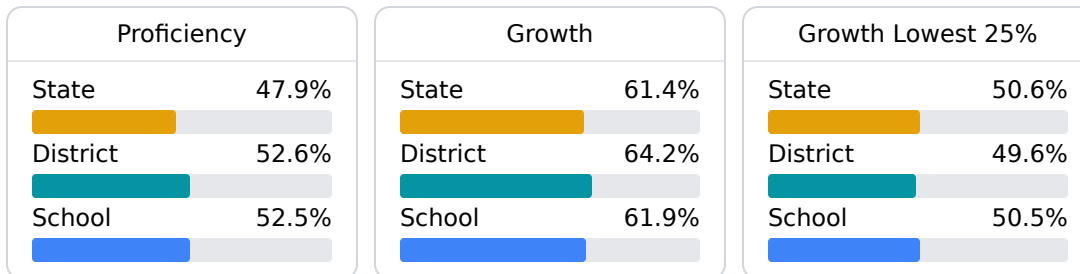 Proficiency
State 47.9%
District 52.6%
School 52.5%
Growth
State 61.4%
District 64.2%
School 61.9%
Growth Lowest 25%
State 50.6%
District 49.6%
School 50.5%